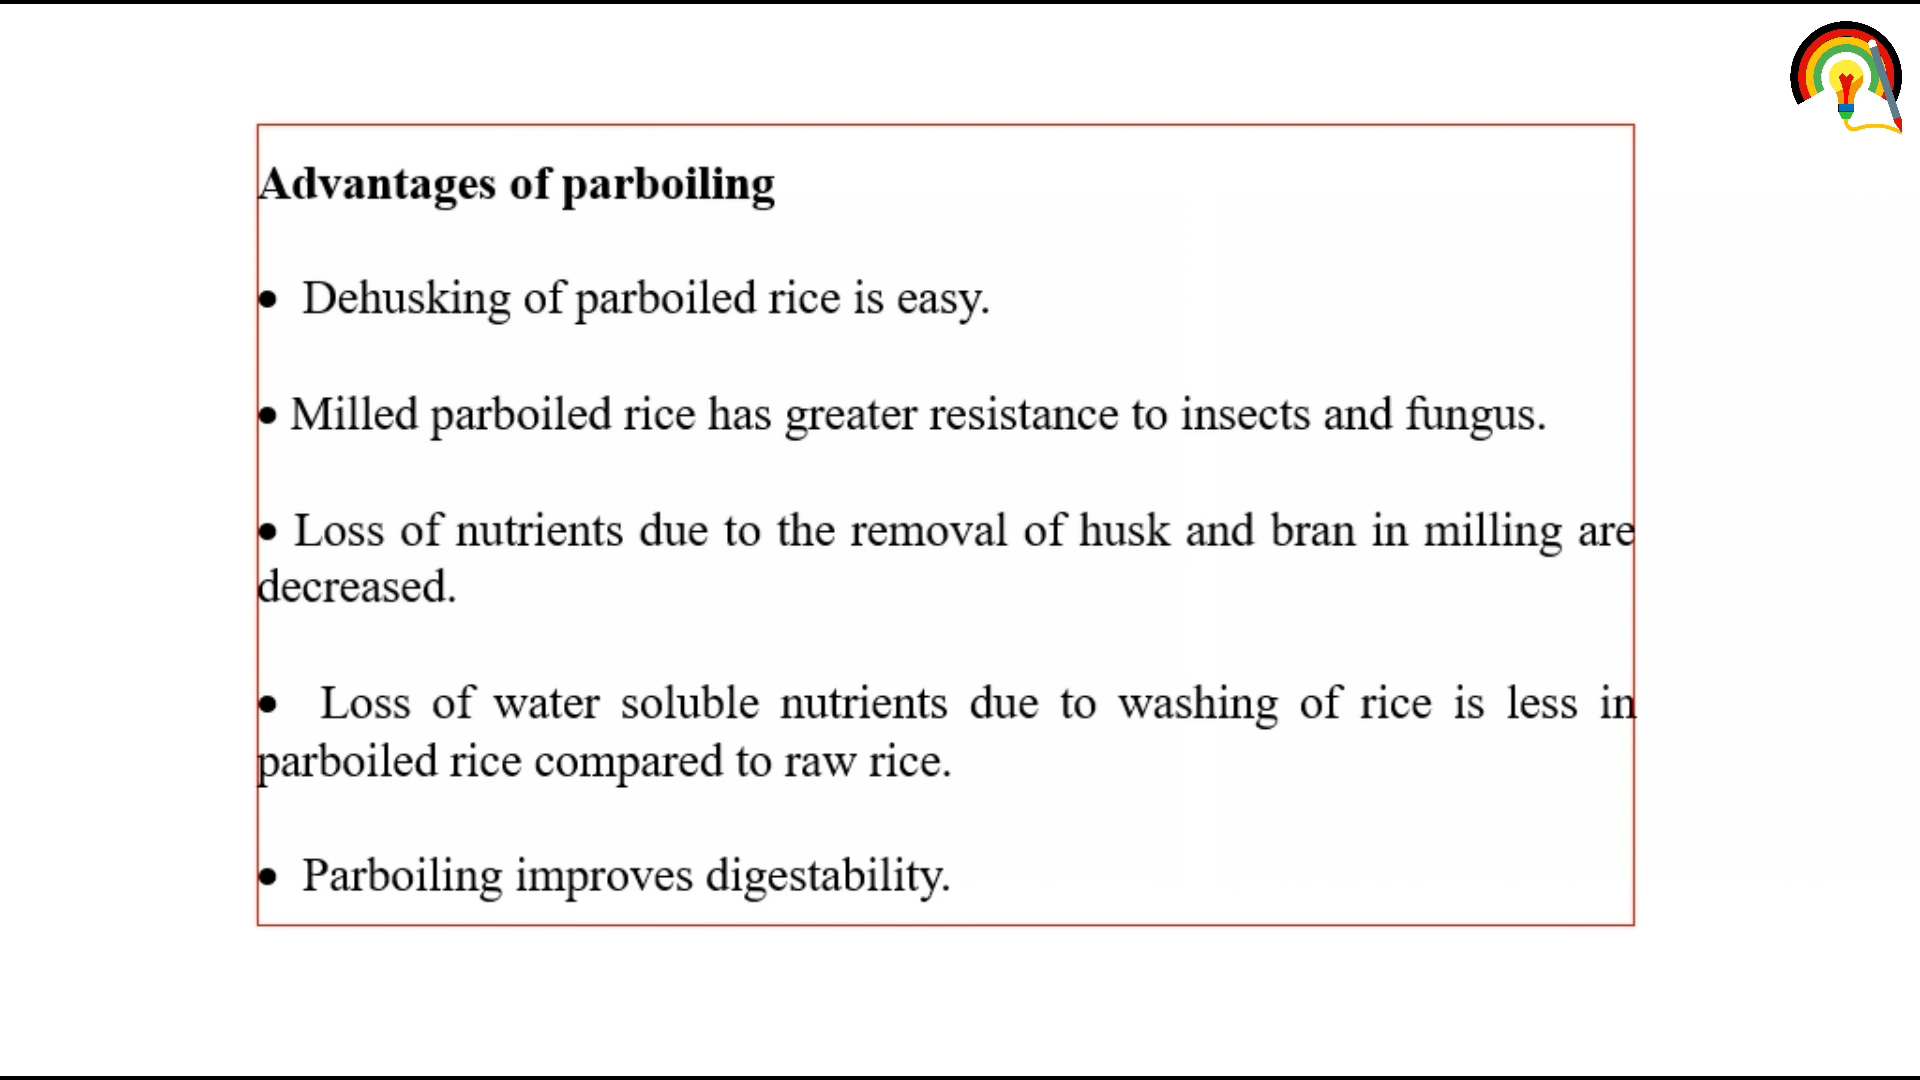 Advantages of parboiling
• Dehusking of parboiled rice is easy.
• Milled parboiled rice has greater resistance to insects and fungus.
• Loss of nutrients due to the removal of husk and bran in milling are
decreased.
• Loss of water soluble nutrients due to washing of rice is less in
parboiled rice compared to raw rice.
• Parboiling improves digestability.